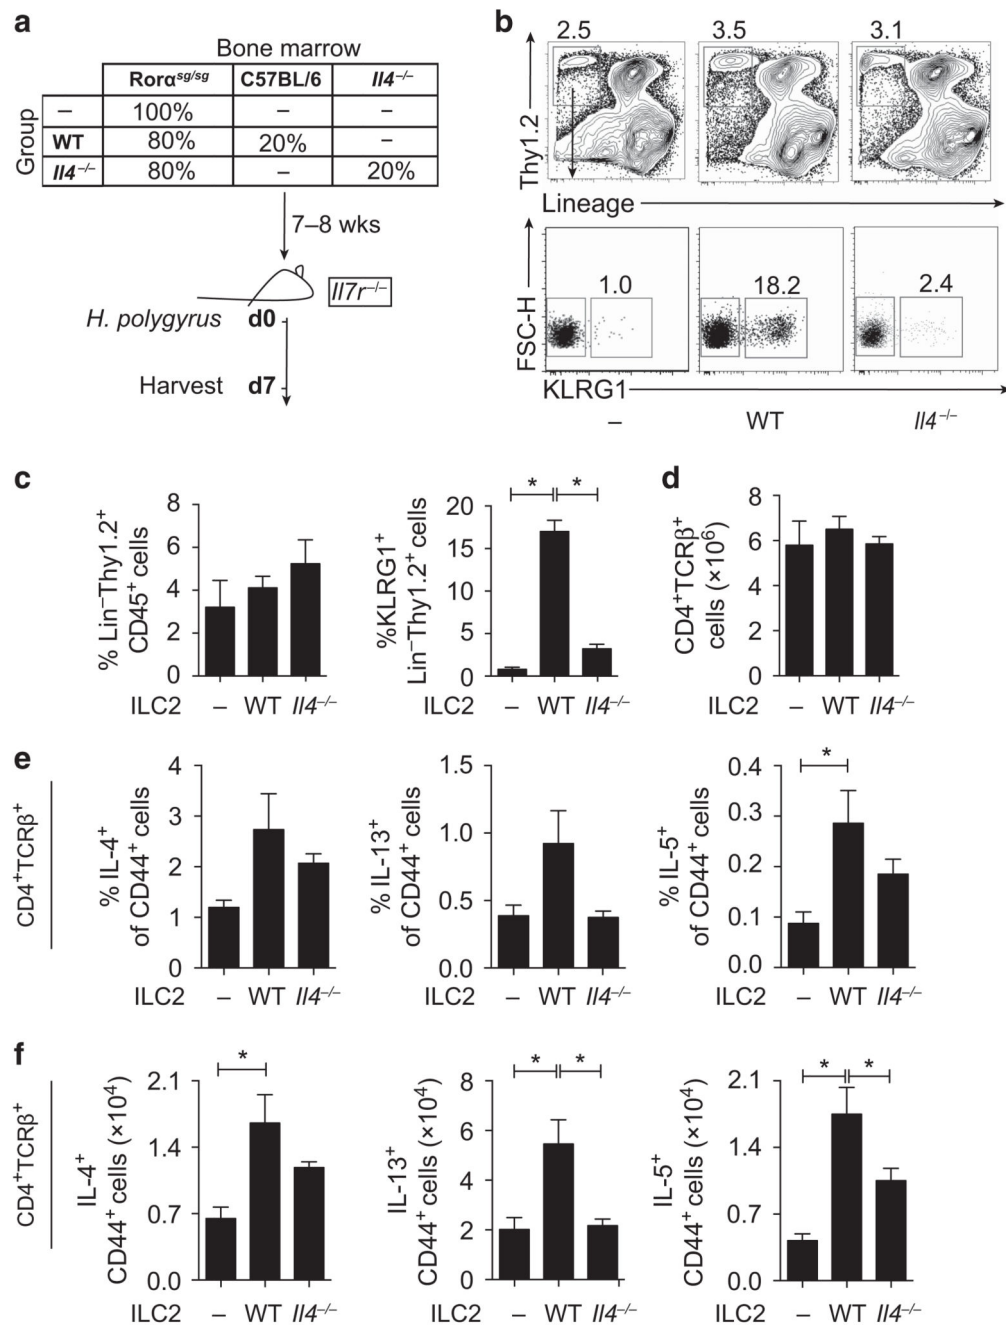 a
Bone marrow
Group
Rorα^sg/sg C57BL/6 Il4^–/–
– 100% – –
WT 80% 20% –
Il4^–/– 80% – 20%
7–8 wks
Il7r^–/–
H. polygyrus d0
Harvest d7
b
2.5 3.5 3.1
Thy1.2
Lineage
1.0 18.2 2.4
FSC-H
KLRG1
– WT Il4^–/–
c
% Lin⁻Thy1.2⁺
CD45⁺ cells
8
6
4
2
0
ILC2 – WT Il4^–/–
%KLRG1⁺
Lin⁻Thy1.2⁺ cells
* *
20
15
10
5
0
ILC2 – WT Il4^–/–
d
CD4⁺TCRβ⁺
cells (×10⁶)
8
6
4
2
0
ILC2 – WT Il4^–/–
e
CD4⁺TCRβ⁺
% IL-4⁺
of CD44⁺ cells
4
3
2
1
0
ILC2 – WT Il4^–/–
% IL-13⁺
of CD44⁺ cells
1.5
1.0
0.5
0.0
ILC2 – WT Il4^–/–
% IL-5⁺
of CD44⁺ cells
*
0.4
0.3
0.2
0.1
0.0
ILC2 – WT Il4^–/–
f
CD4⁺TCRβ⁺
IL-4⁺
CD44⁺ cells (×10⁴)
*
2.1
1.4
0.7
0.0
ILC2 – WT Il4^–/–
IL-13⁺
CD44⁺ cells (×10⁴)
* *
8
6
4
2
0
ILC2 – WT Il4^–/–
IL-5⁺
CD44⁺ cells (×10⁴)
* *
2.1
1.4
0.7
0.0
ILC2 – WT Il4^–/–